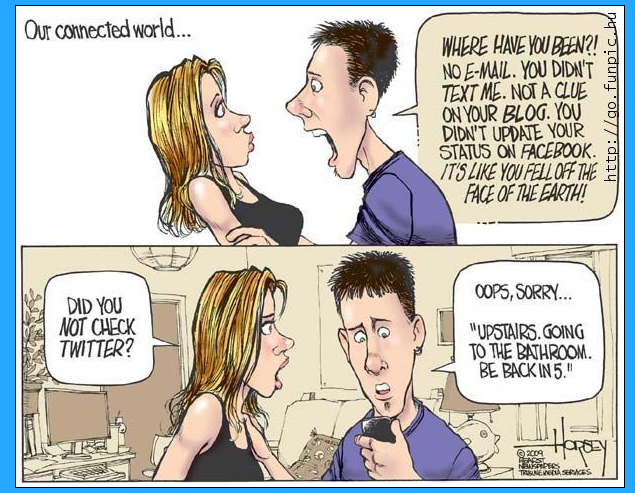 Our connected world...
WHERE HAVE YOU BEEN?!
NO E-MAIL. YOU DIDN'T
TEXT ME. NOT A CLUE
ON YOUR BLOG. YOU
DIDN'T UPDATE YOUR
STATUS ON FACEBOOK.
IT'S LIKE YOU FELL OFF THE
FACE OF THE EARTH!
http://go.funpic.hu
DID YOU
NOT CHECK
TWITTER?
OOPS, SORRY...
"UPSTAIRS. GOING
TO THE BATHROOM.
BE BACK IN 5."
HORSEY
© 2009
HEARST
NEWSPAPERS
TRIBUNE MEDIA SERVICES